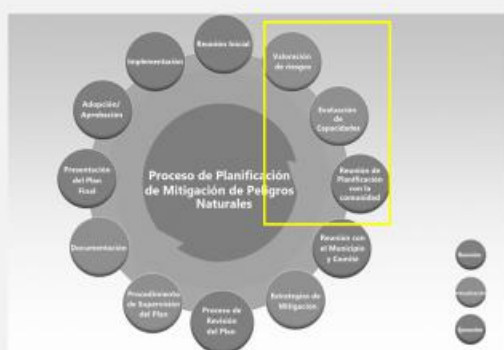 Reunión Inicial
Valoración
de riesgos
Evaluación
de
Capacidades
Reunión de
Planificación
con la
comunidad
Reunión con
el Municipio
y Comité
Estrategias de
Mitigación
Proceso de
Revisión
del Plan
Procedimiento
de Supervisión
del Plan
Documentación
Presentación
del Plan
Final
Adopción/
Aprobación
Implementación
Proceso de Planificación
de Mitigación de Peligros
Naturales
Reunión